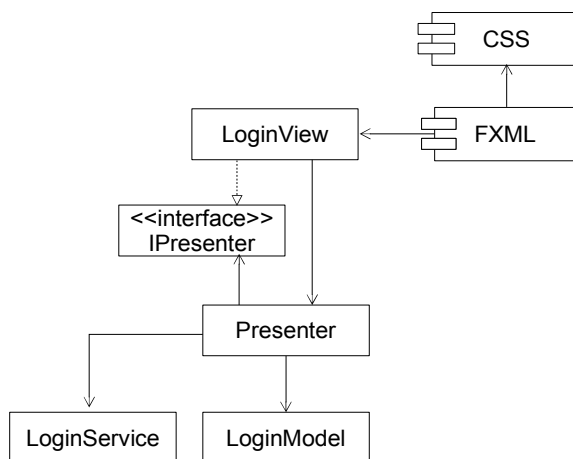 CSS
FXML
LoginView
<<interface>>
IPresenter
Presenter
LoginService
LoginModel